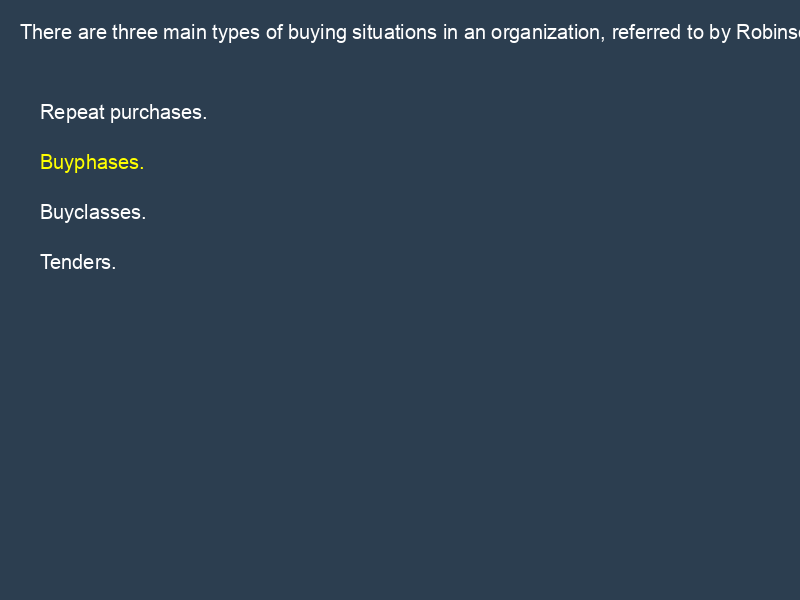 There are three main types of buying situations in an organization, referred to by Robins
Repeat purchases.
Buyphases.
Buyclasses.
Tenders.